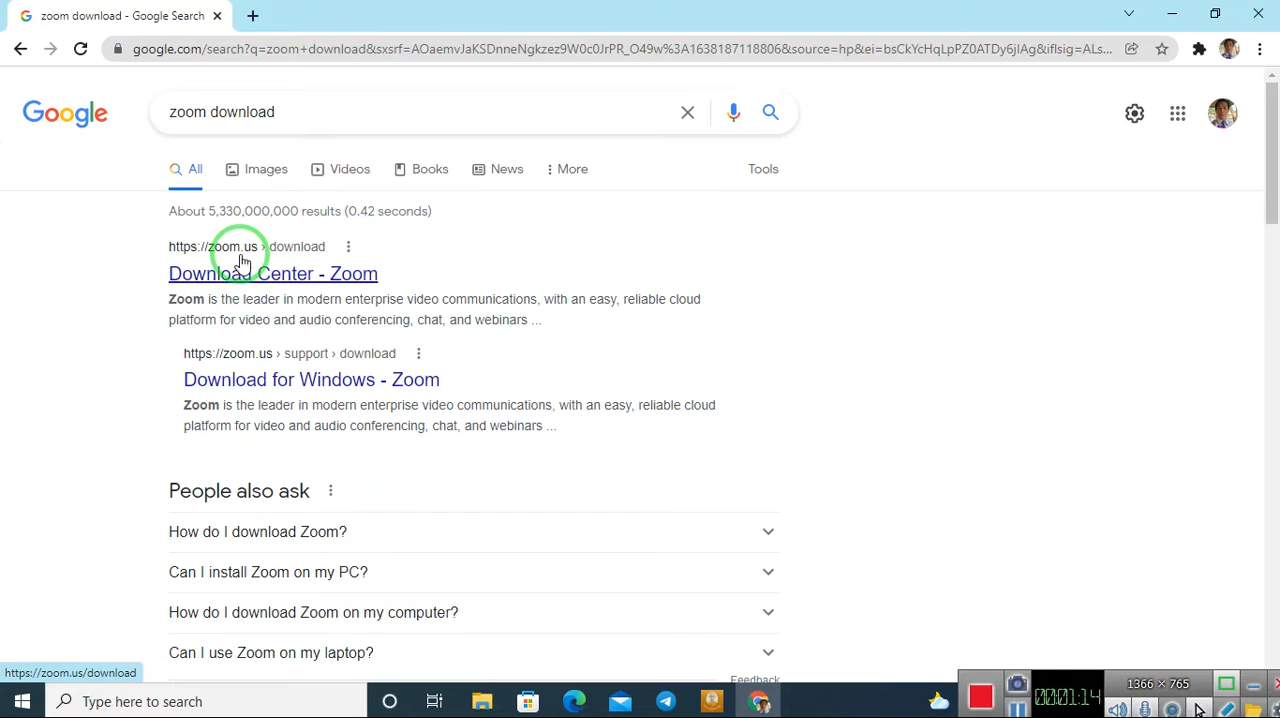 zoom download - Google Search
google.com/search?q=zoom+download&sxsrf=AOaemvJaKSDnneNgkzez9W0c0JrPR_O49w%3A1638187118806&source=hp&ei=bsCkYcHqLpPZ0ATDy6jIAg&iflsig=ALs...
Google
zoom download
All
Images
Videos
Books
News
More
Tools
About 5,330,000,000 results (0.42 seconds)
https://zoom.us › download
Download Center - Zoom
Zoom is the leader in modern enterprise video communications, with an easy, reliable cloud
platform for video and audio conferencing, chat, and webinars ...
https://zoom.us › support › download
Download for Windows - Zoom
Zoom is the leader in modern enterprise video communications, with an easy, reliable cloud
platform for video and audio conferencing, chat, and webinars ...
People also ask
How do I download Zoom?
Can I install Zoom on my PC?
How do I download Zoom on my computer?
Can I use Zoom on my laptop?
Feedback
https://zoom.us/download
Type here to search
00:01:14
1366 × 765